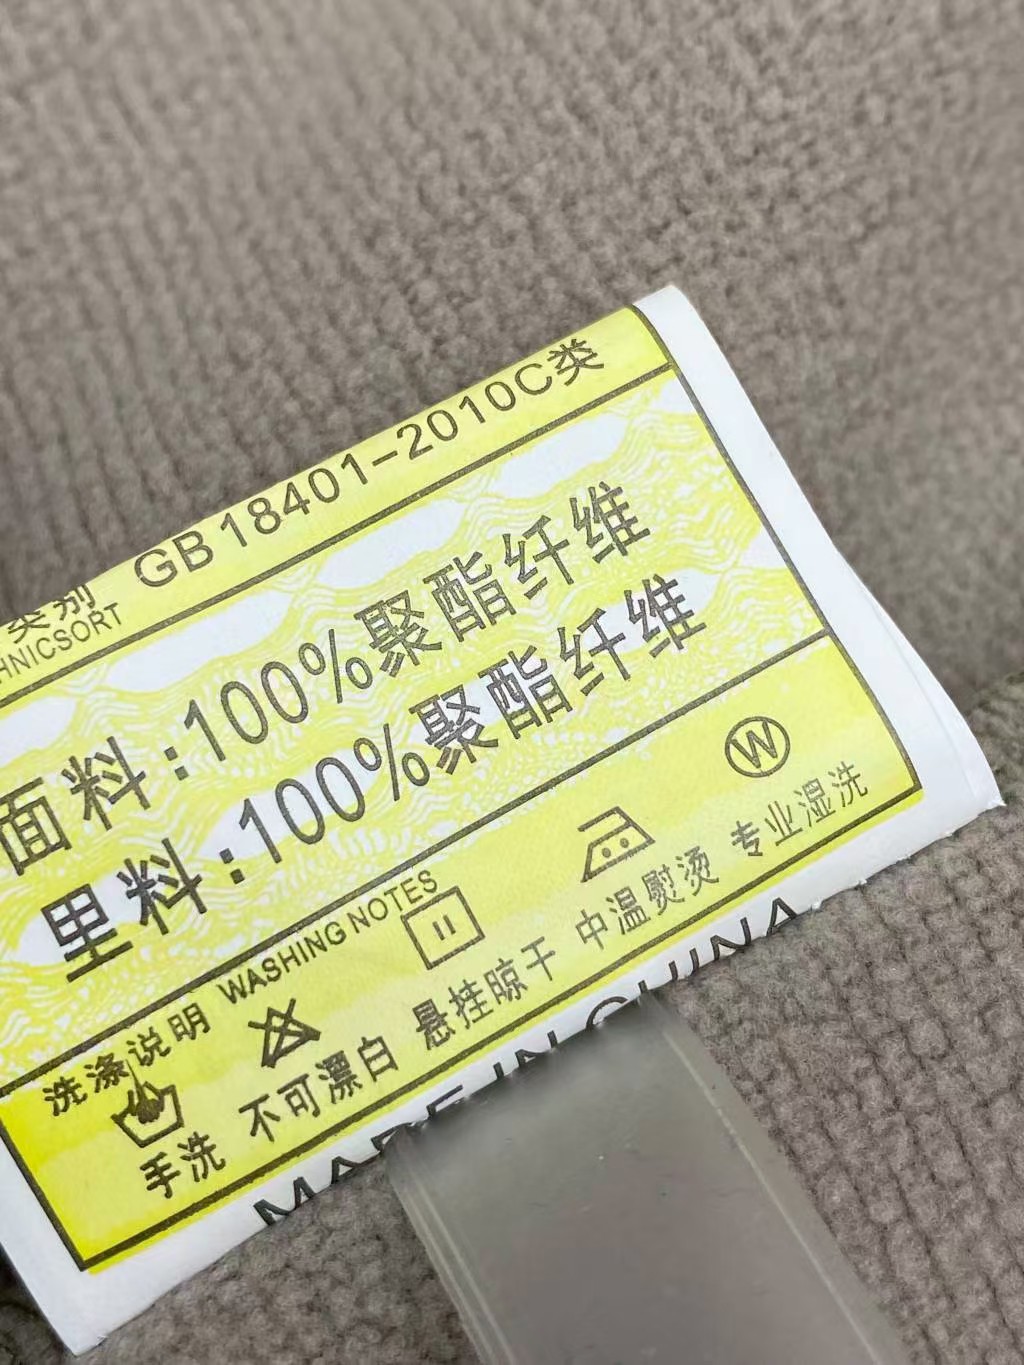 类别 GB 18401-2010C类
HNICSORT
面料:100%聚酯纤维
里料:100%聚酯纤维
洗涤说明 WASHING NOTES
手洗 不可漂白 悬挂晾干 中温熨烫 专业湿洗
W
MADE IN CHINA